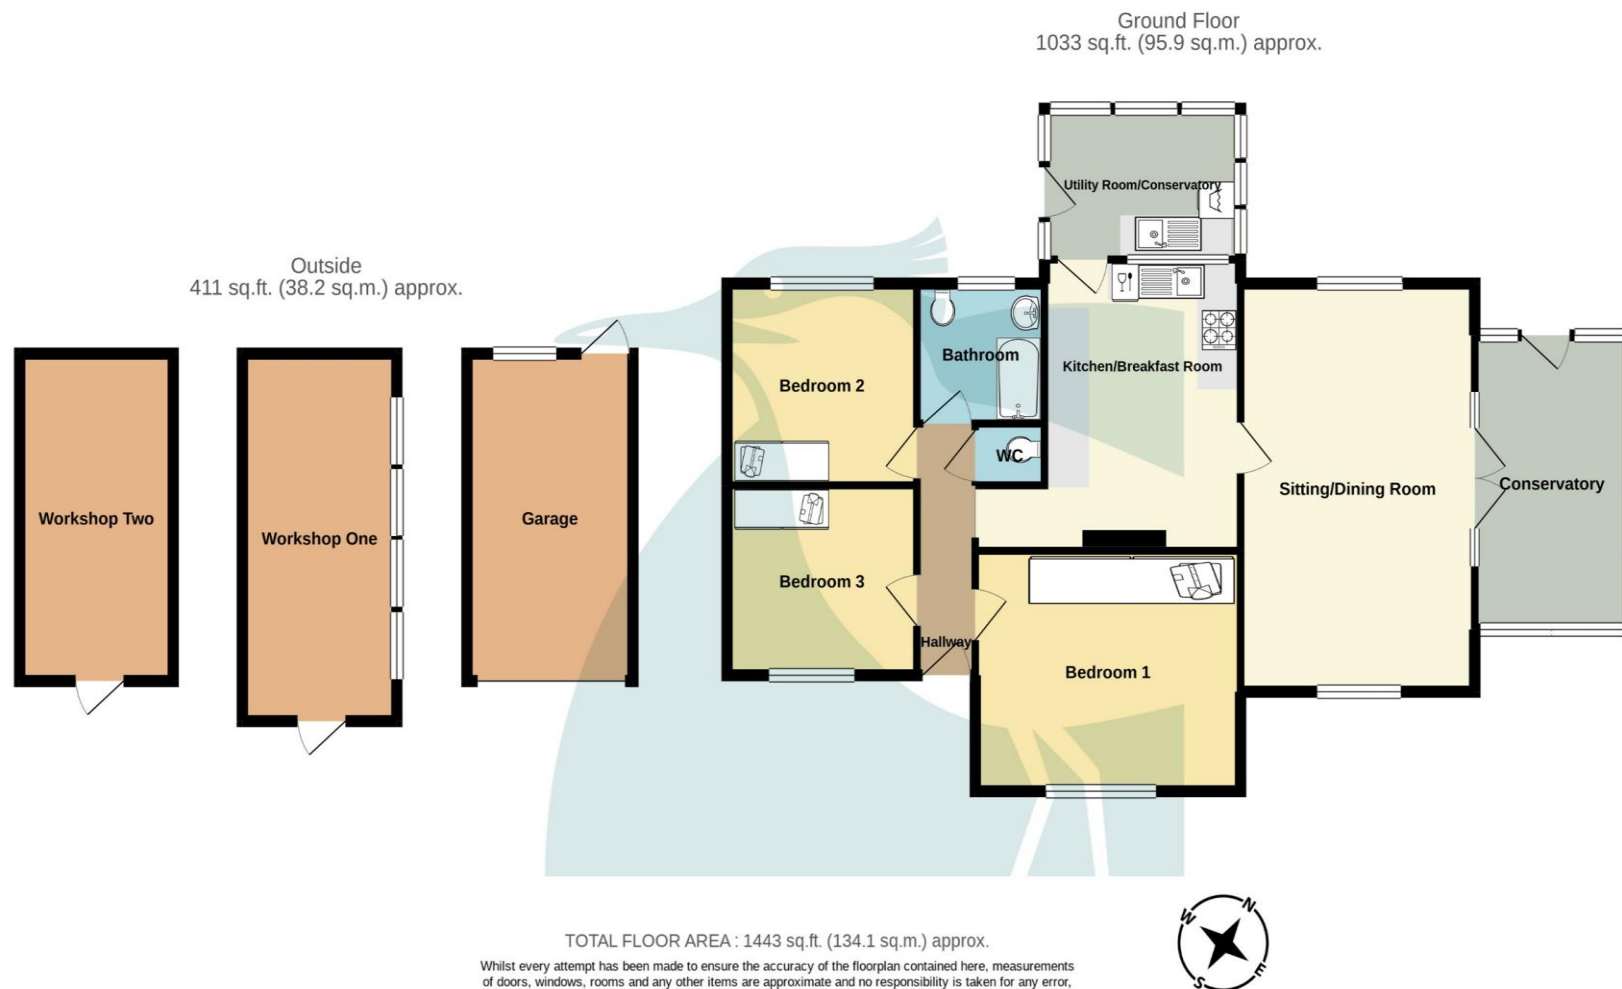 Ground Floor
1033 sq.ft. (95.9 sq.m.) approx.
Outside
411 sq.ft. (38.2 sq.m.) approx.
Utility Room/Conservatory
Bathroom
Kitchen/Breakfast Room
Bedroom 2
WC
Conservatory
Sitting/Dining Room
Workshop Two
Workshop One
Garage
Bedroom 3
Hallway
Bedroom 1
N
W
E
S
TOTAL FLOOR AREA : 1443 sq.ft. (134.1 sq.m.) approx.
Whilst every attempt has been made to ensure the accuracy of the floorplan contained here, measurements
of doors, windows, rooms and any other items are approximate and no responsibility is taken for any error,